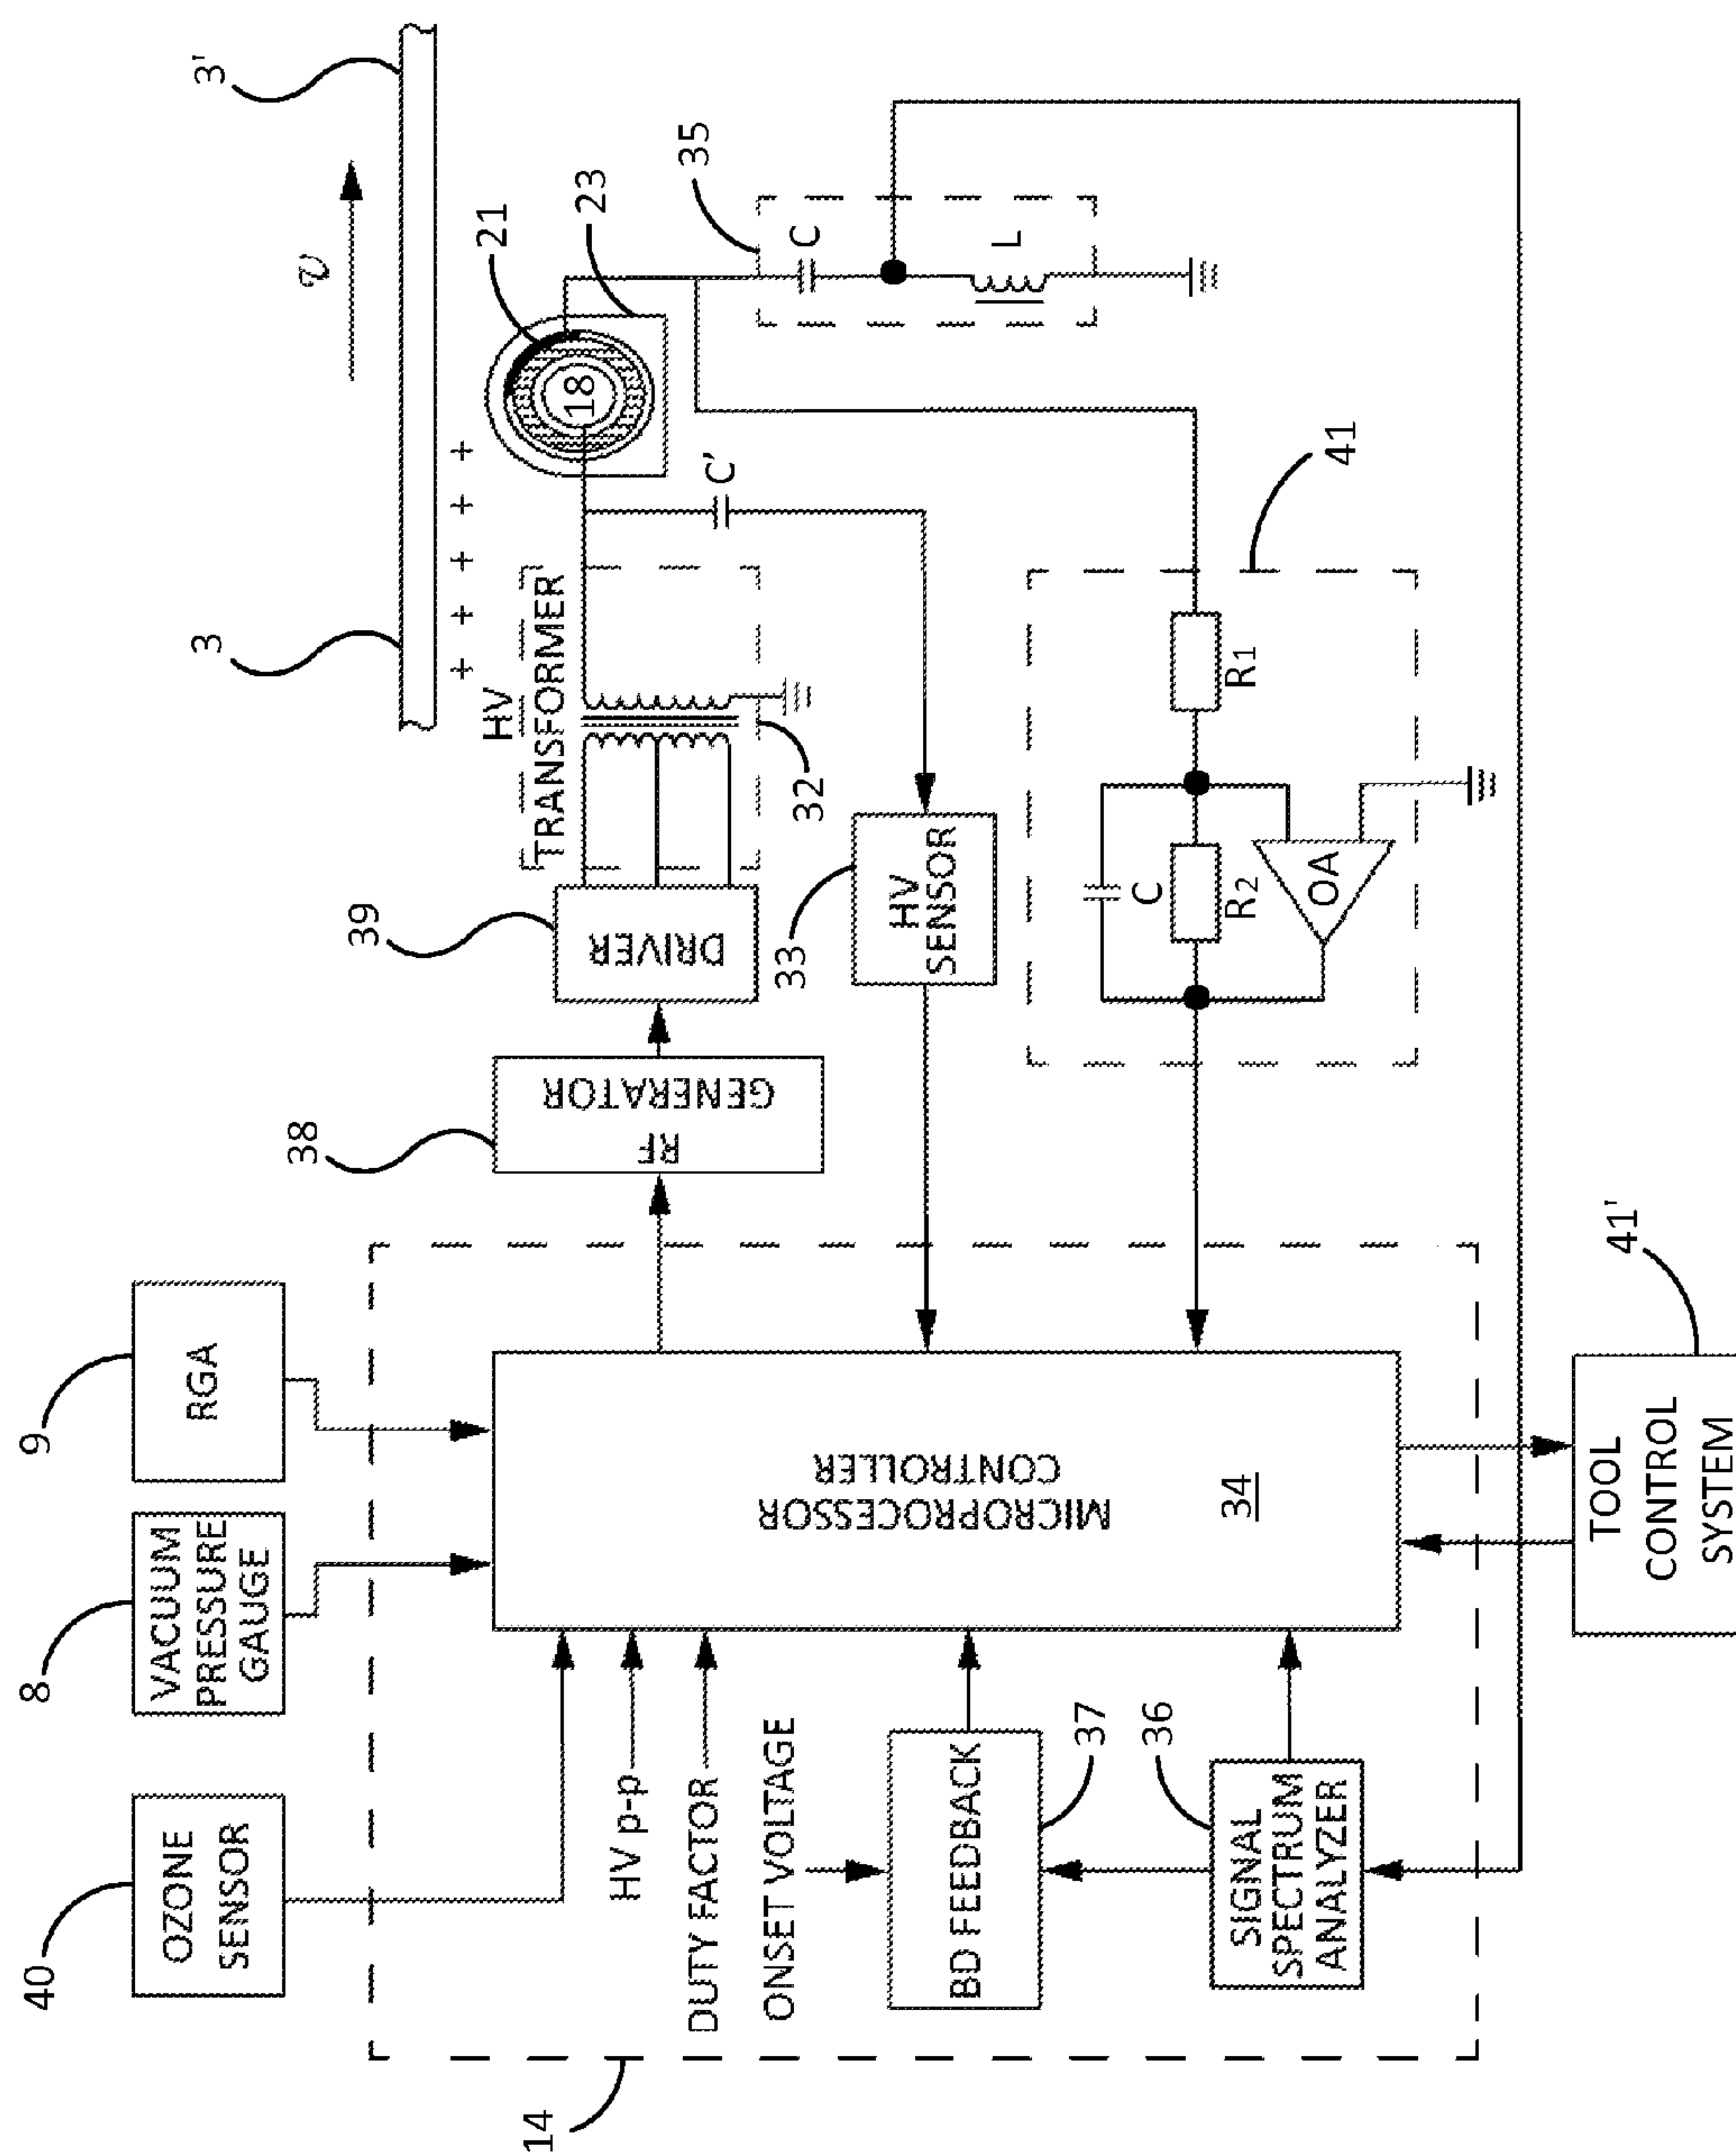 40
OZONE
SENSOR
8
VACUUM
PRESSURE
GAUGE
9
RGA
14
HV p-p
DUTY FACTOR
ONSET VOLTAGE
BD FEEDBACK
37
SIGNAL
SPECTRUM
ANALYZER
36
MICROPROCESSOR
CONTROLLER
34
TOOL
CONTROL
SYSTEM
41'
38
RF
GENERATOR
39
DRIVER
HV
TRANSFORMER
32
33
HV
SENSOR
C'
3
+ + + + +
3'
v
18
21
23
35
C
L
41
R1
C
R2
OA